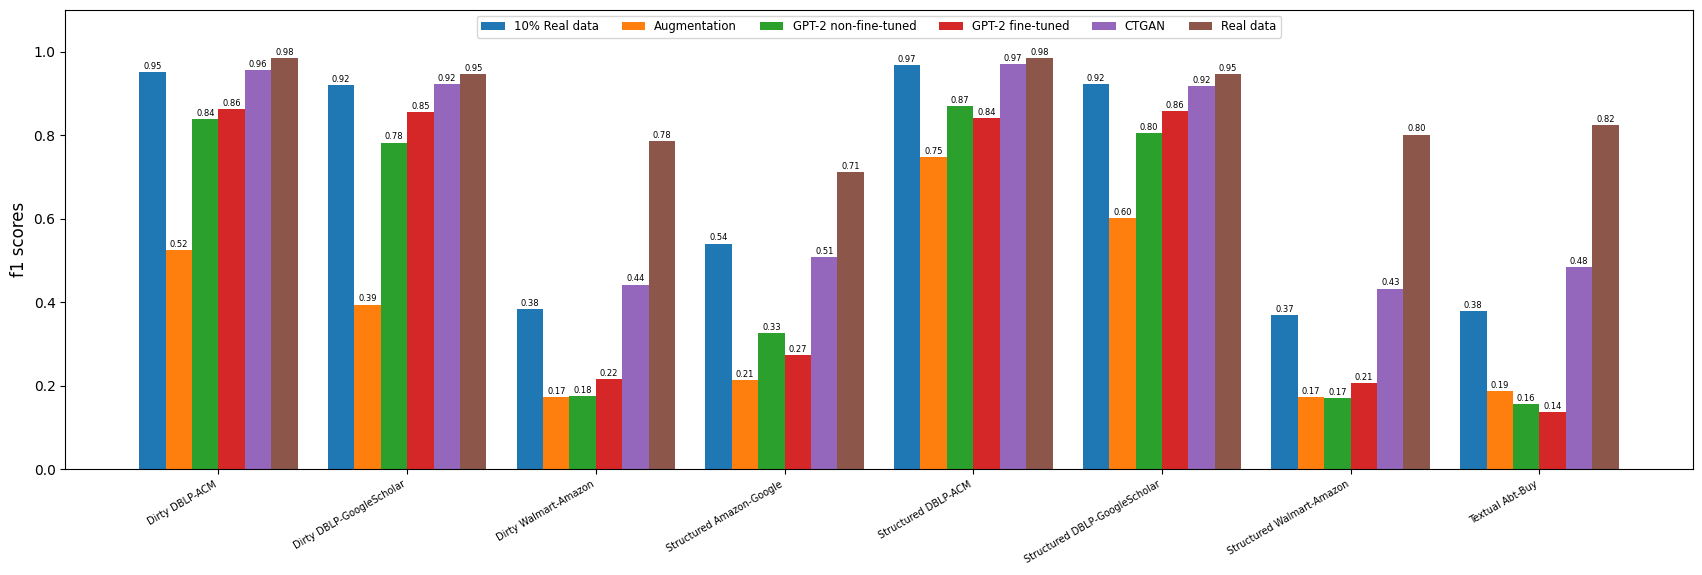 10% Real data Augmentation GPT-2 non-fine-tuned GPT-2 fine-tuned CTGAN Real data
f1 scores
1.0
0.8
0.6
0.4
0.2
0.0
0.95 0.52 0.84 0.86 0.96 0.98
0.92 0.39 0.78 0.85 0.92 0.95
0.38 0.17 0.18 0.22 0.44 0.78
0.54 0.21 0.33 0.27 0.51 0.71
0.97 0.75 0.87 0.84 0.97 0.98
0.92 0.60 0.80 0.86 0.92 0.95
0.37 0.17 0.17 0.21 0.43 0.80
0.38 0.19 0.16 0.14 0.48 0.82
Dirty DBLP-ACM
Dirty DBLP-GoogleScholar
Dirty Walmart-Amazon
Structured Amazon-Google
Structured DBLP-ACM
Structured DBLP-GoogleScholar
Structured Walmart-Amazon
Textual Abt-Buy